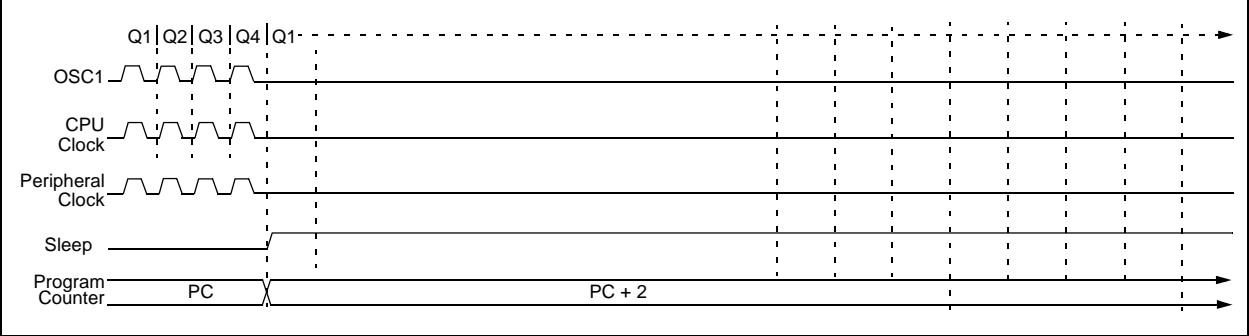 Q1 Q2 Q3 Q4 Q1
OSC1
CPU
Clock
Peripheral
Clock
Sleep
Program
Counter
PC
PC + 2